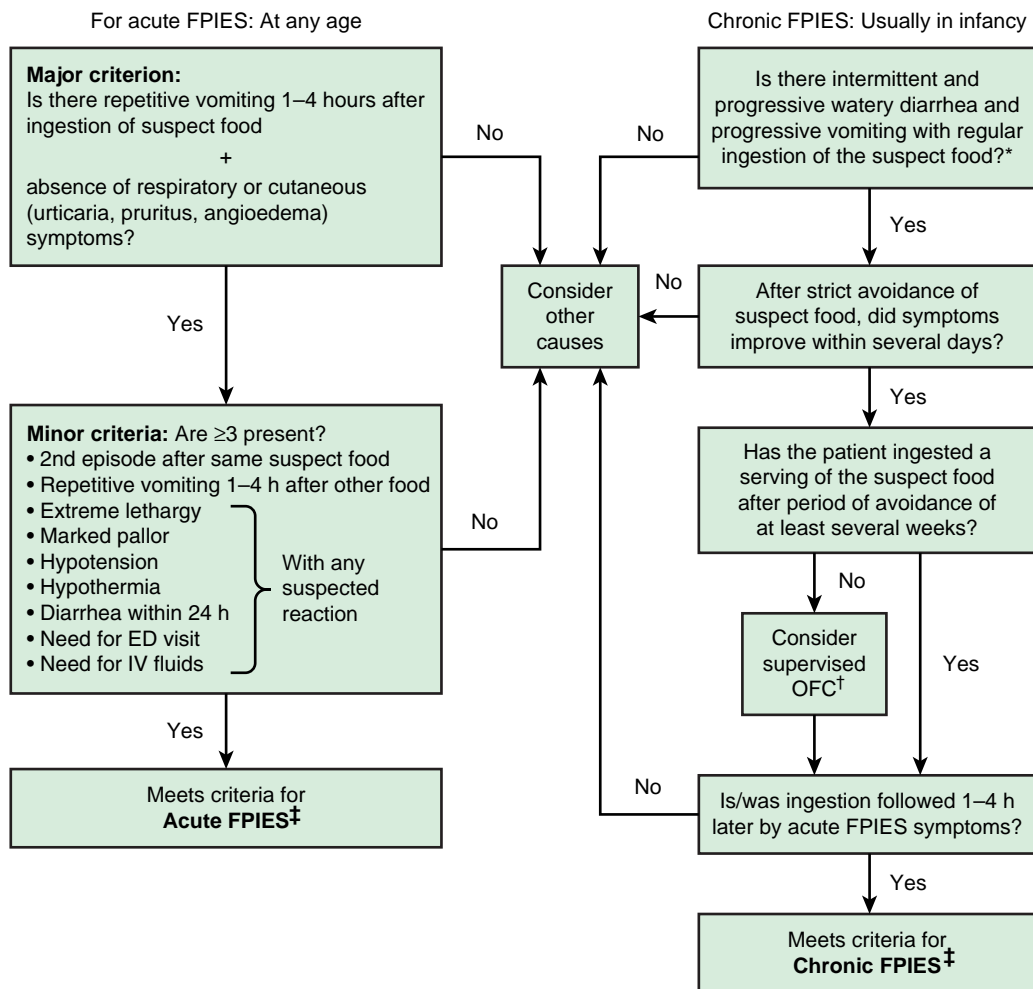 For acute FPIES: At any age
Major criterion:
Is there repetitive vomiting 1–4 hours after
ingestion of suspect food
+
absence of respiratory or cutaneous
(urticaria, pruritus, angioedema)
symptoms?
No
Yes
Minor criteria: Are ≥3 present?
• 2nd episode after same suspect food
• Repetitive vomiting 1–4 h after other food
• Extreme lethargy
• Marked pallor
• Hypotension
• Hypothermia
• Diarrhea within 24 h
• Need for ED visit
• Need for IV fluids
With any
suspected
reaction
No
Yes
Meets criteria for
Acute FPIES‡
Consider
other
causes
Chronic FPIES: Usually in infancy
Is there intermittent and
progressive watery diarrhea and
progressive vomiting with regular
ingestion of the suspect food?*
No
Yes
After strict avoidance of
suspect food, did symptoms
improve within several days?
No
Yes
Has the patient ingested a
serving of the suspect food
after period of avoidance of
at least several weeks?
No
Consider
supervised
OFC†
Yes
Is/was ingestion followed 1–4 h
later by acute FPIES symptoms?
No
Yes
Meets criteria for
Chronic FPIES‡